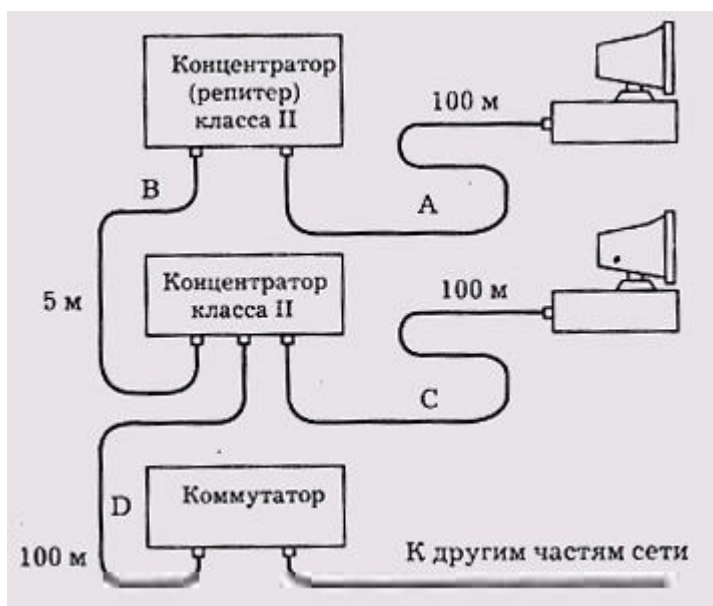 Концентратор
(репитер)
класса II
100 м
B
A
Концентратор
класса II
5 м
100 м
C
D
Коммутатор
100 м
К другим частям сети